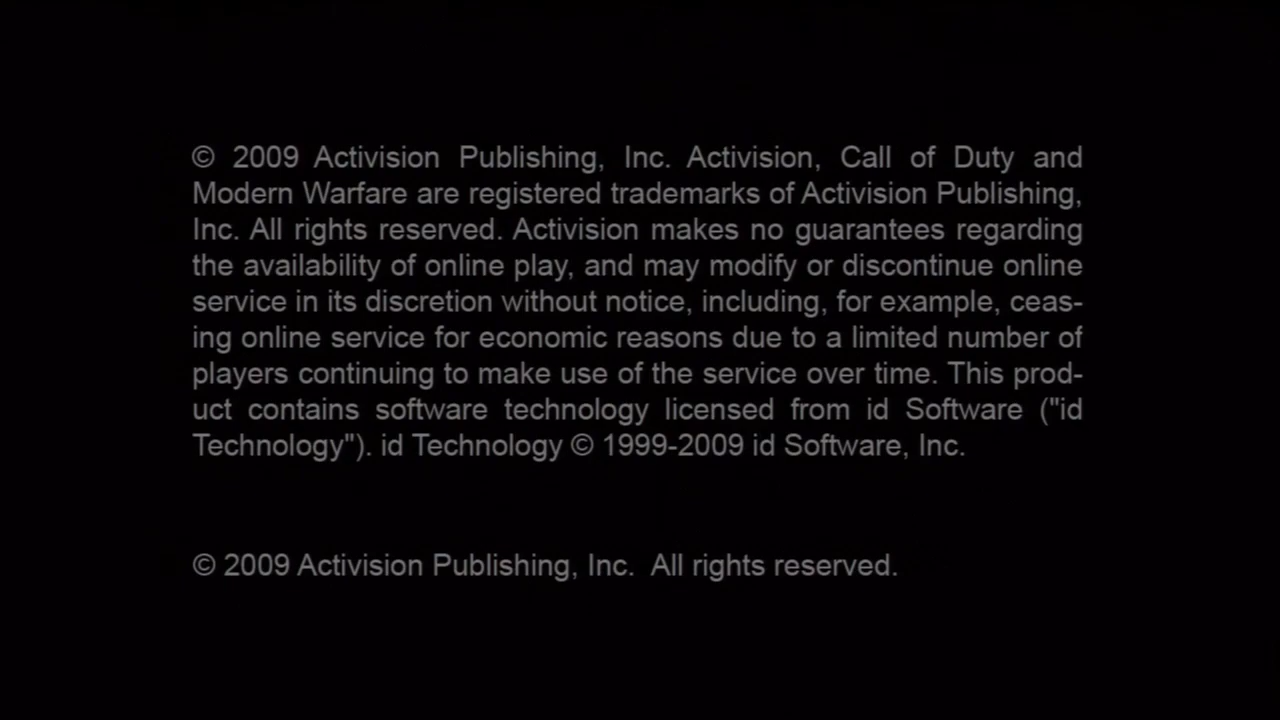 © 2009 Activision Publishing, Inc. Activision, Call of Duty and
Modern Warfare are registered trademarks of Activision Publishing,
Inc. All rights reserved. Activision makes no guarantees regarding
the availability of online play, and may modify or discontinue online
service in its discretion without notice, including, for example, ceas-
ing online service for economic reasons due to a limited number of
players continuing to make use of the service over time. This prod-
uct contains software technology licensed from id Software ("id
Technology"). id Technology © 1999-2009 id Software, Inc.
© 2009 Activision Publishing, Inc. All rights reserved.